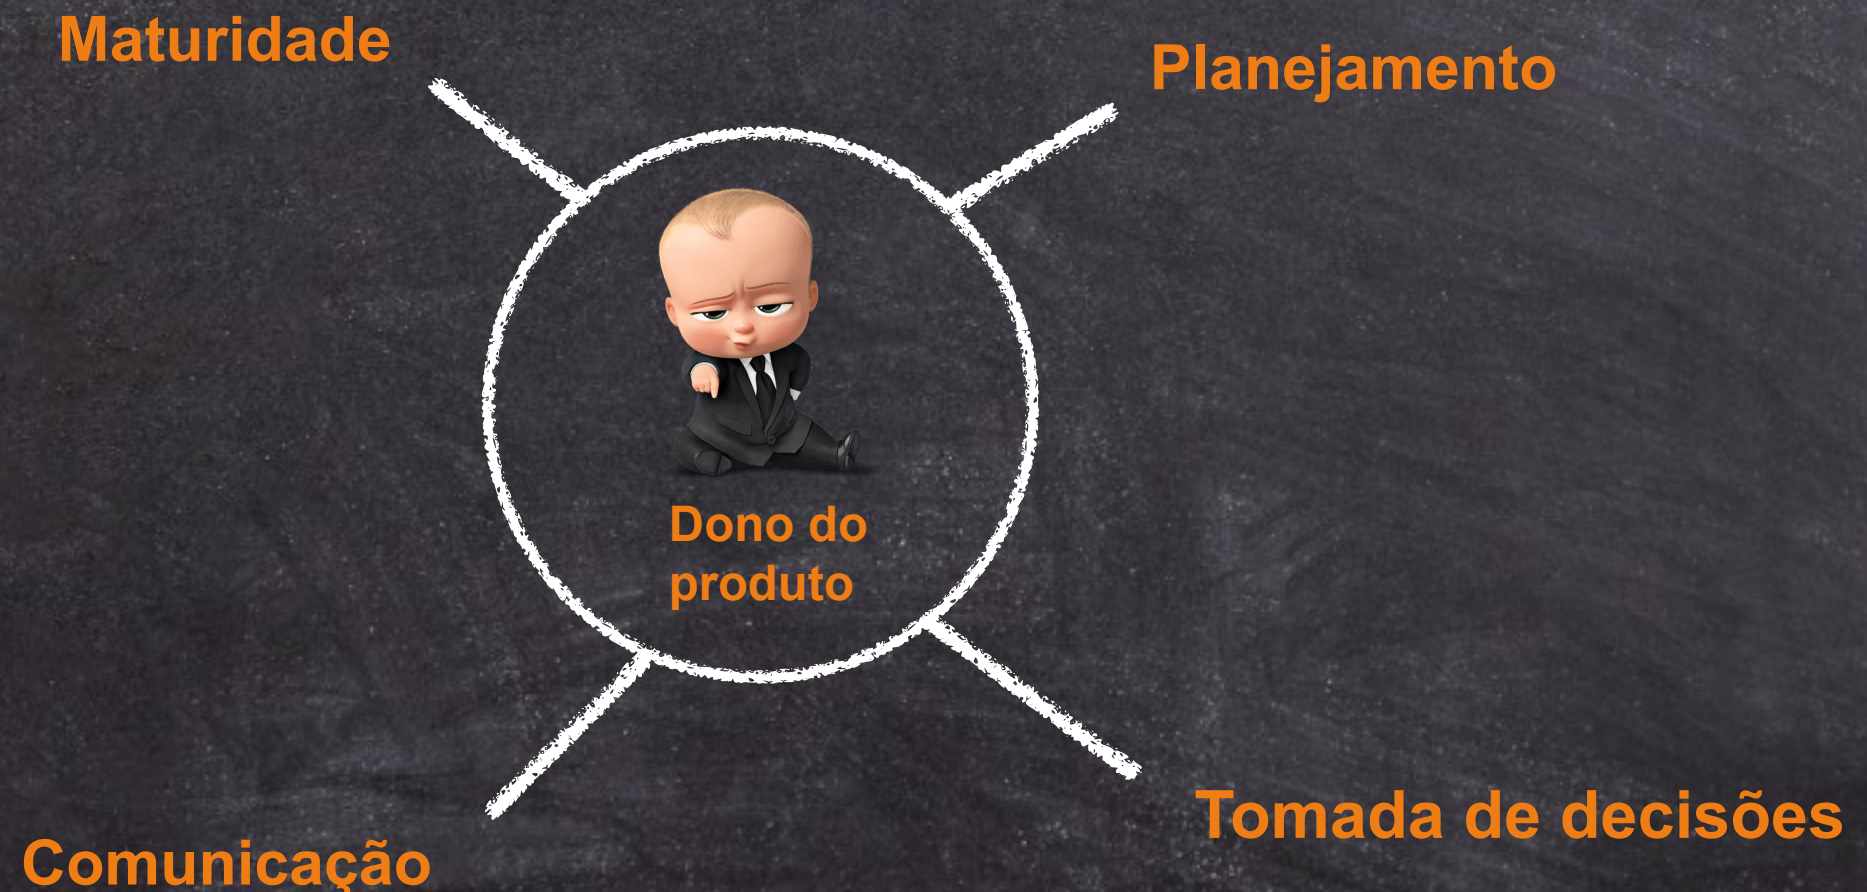 Maturidade
Planejamento
Dono do
produto
Tomada de decisões
Comunicação